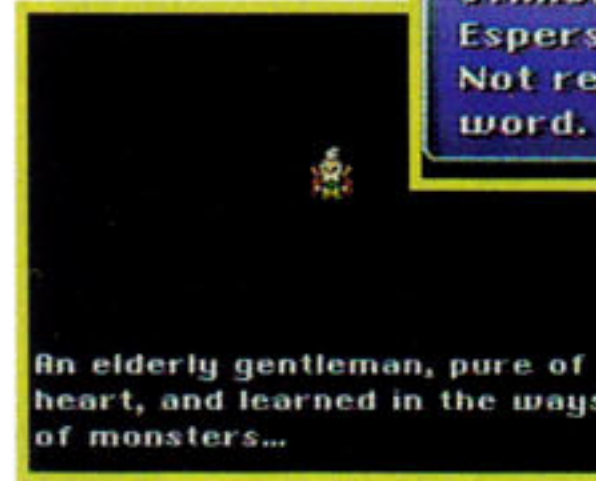 Espers
Not re
word.
An elderly gentleman, pure of
heart, and learned in the ways
of monsters...